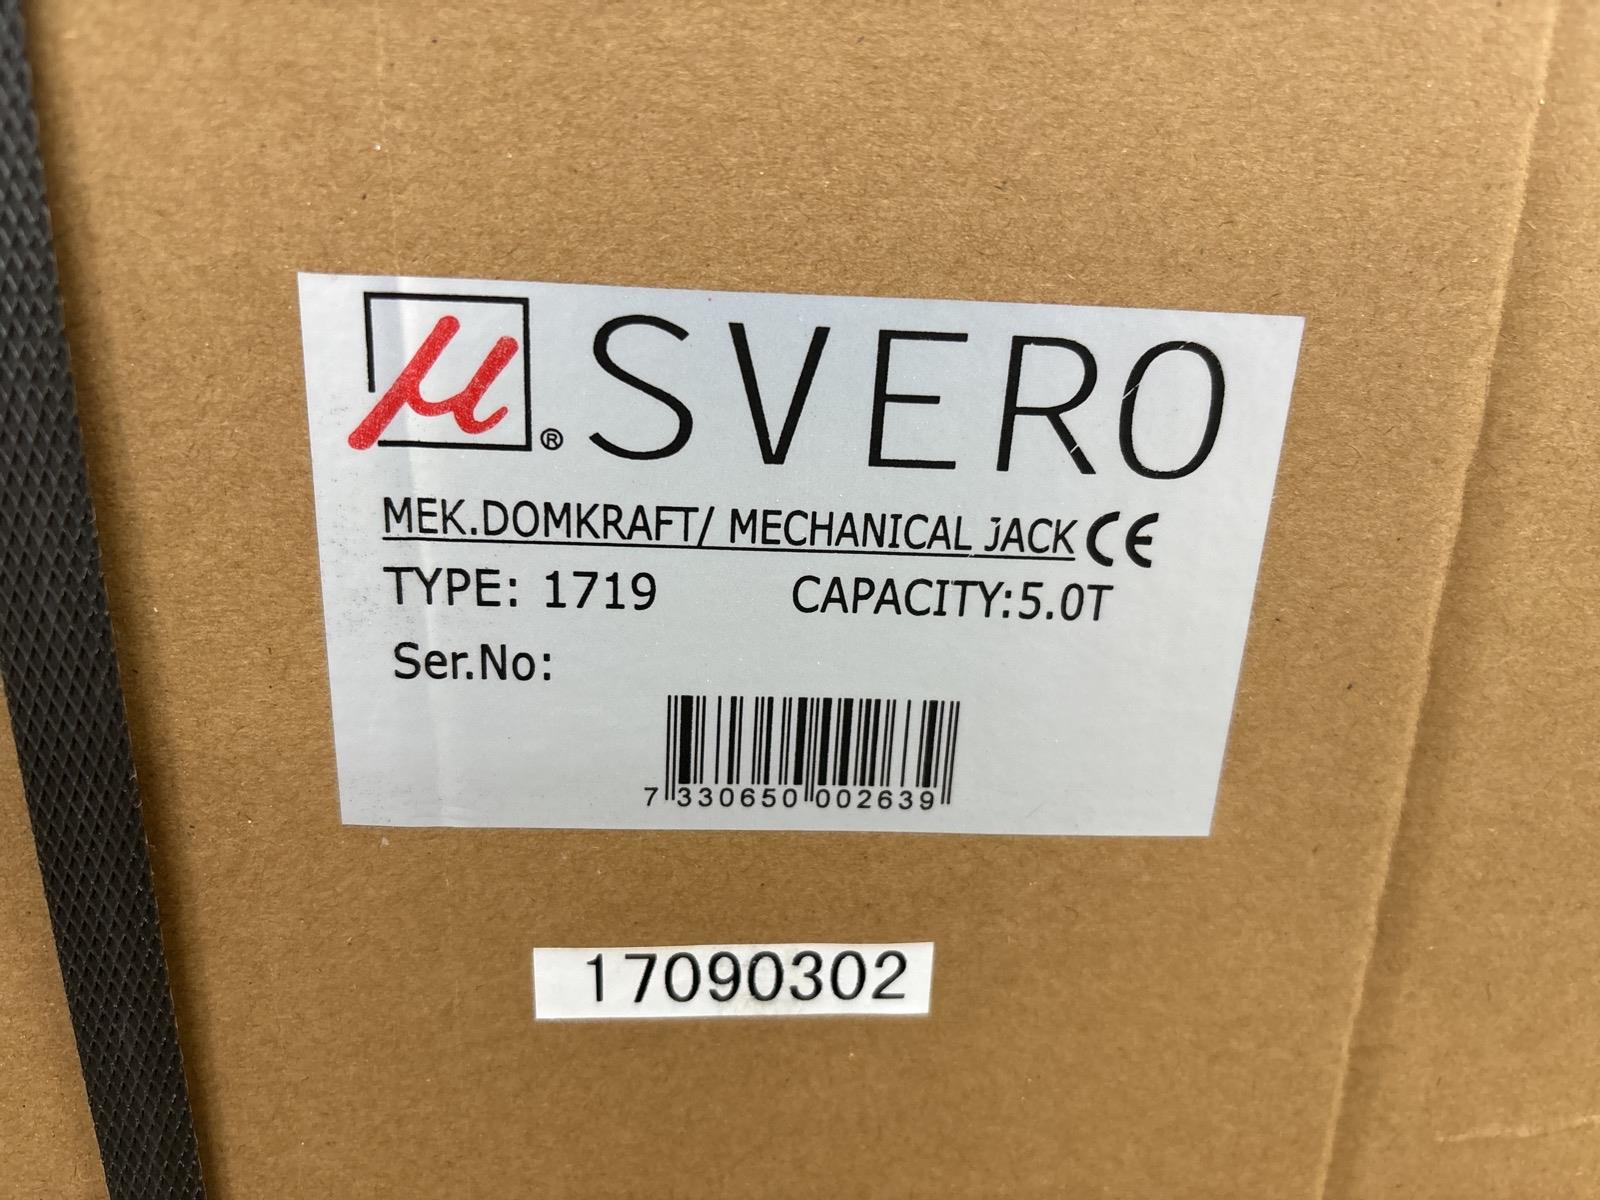 µ® SVERO
MEK.DOMKRAFT/ MECHANICAL JACK CE
TYPE: 1719 CAPACITY:5.0T
Ser.No:
7 330650 002639
17090302